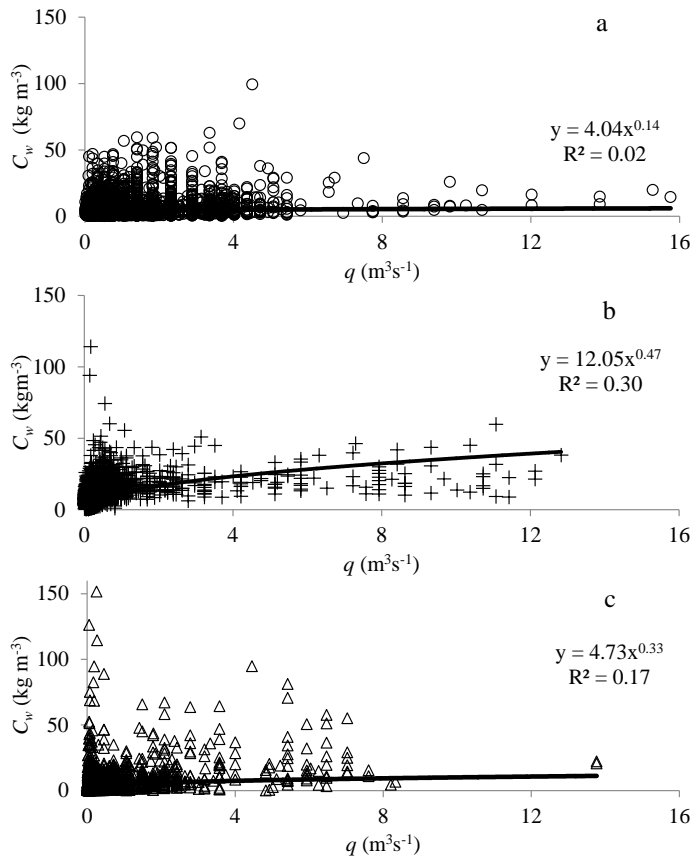 a
150
100
50
0
C_w (kg m⁻³)
y = 4.04x^0.14
R² = 0.02
0 4 8 12 16
q (m³s⁻¹)
b
150
100
50
0
C_w (kgm⁻³)
y = 12.05x^0.47
R² = 0.30
0 4 8 12 16
q (m³s⁻¹)
c
150
100
50
0
C_w (kg m⁻³)
y = 4.73x^0.33
R² = 0.17
0 4 8 12 16
q (m³s⁻¹)